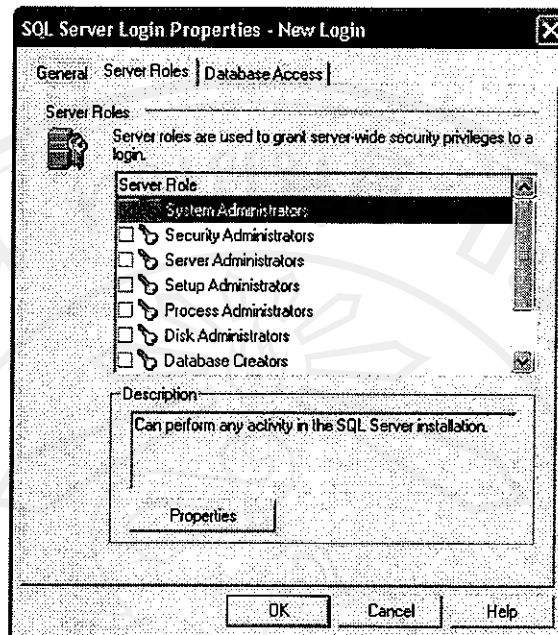 SQL Server Login Properties - New Login
General Server Roles Database Access
Server Roles
Server roles are used to grant server-wide security privileges to a
login.
Server Role
System Administrators
Security Administrators
Server Administrators
Setup Administrators
Process Administrators
Disk Administrators
Database Creators
Description
Can perform any activity in the SQL Server installation.
Properties
OK Cancel Help